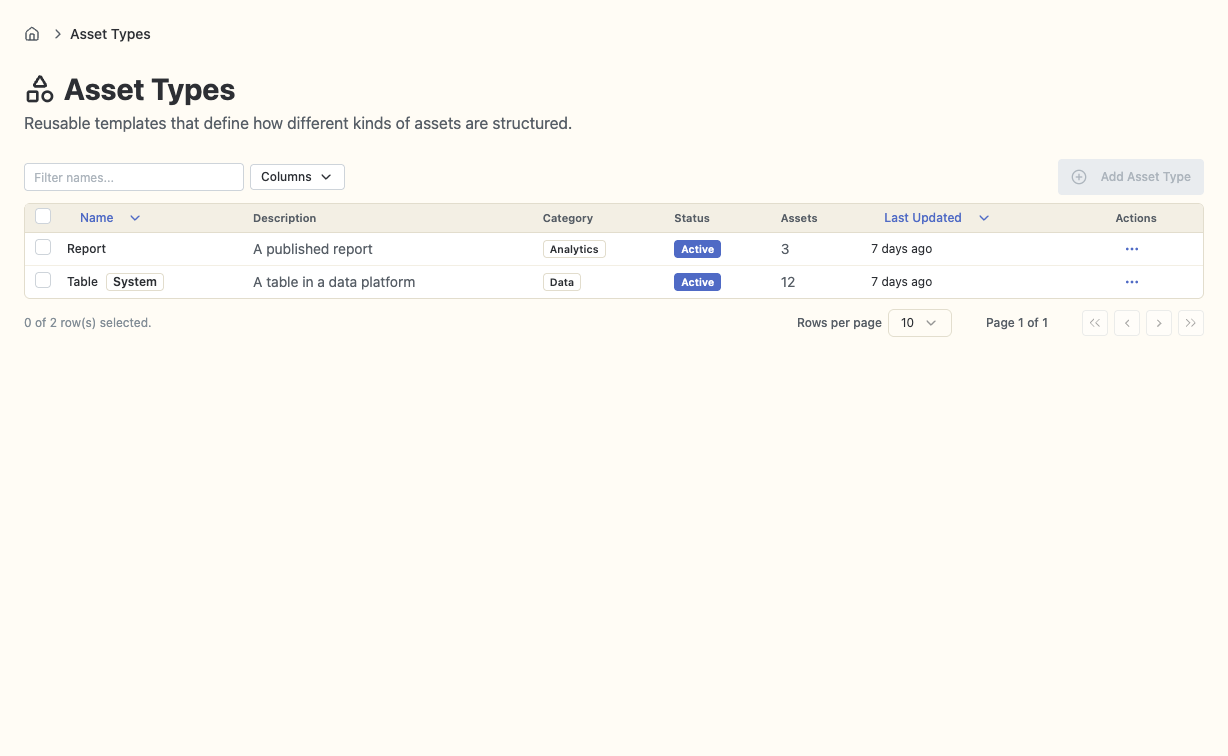 Asset Types
Asset Types
Reusable templates that define how different kinds of assets are structured.
Filter names...
Columns
Add Asset Type
Name Description Category Status Assets Last Updated Actions
Report A published report Analytics Active 3 7 days ago
Table System A table in a data platform Data Active 12 7 days ago
0 of 2 row(s) selected.
Rows per page 10 Page 1 of 1